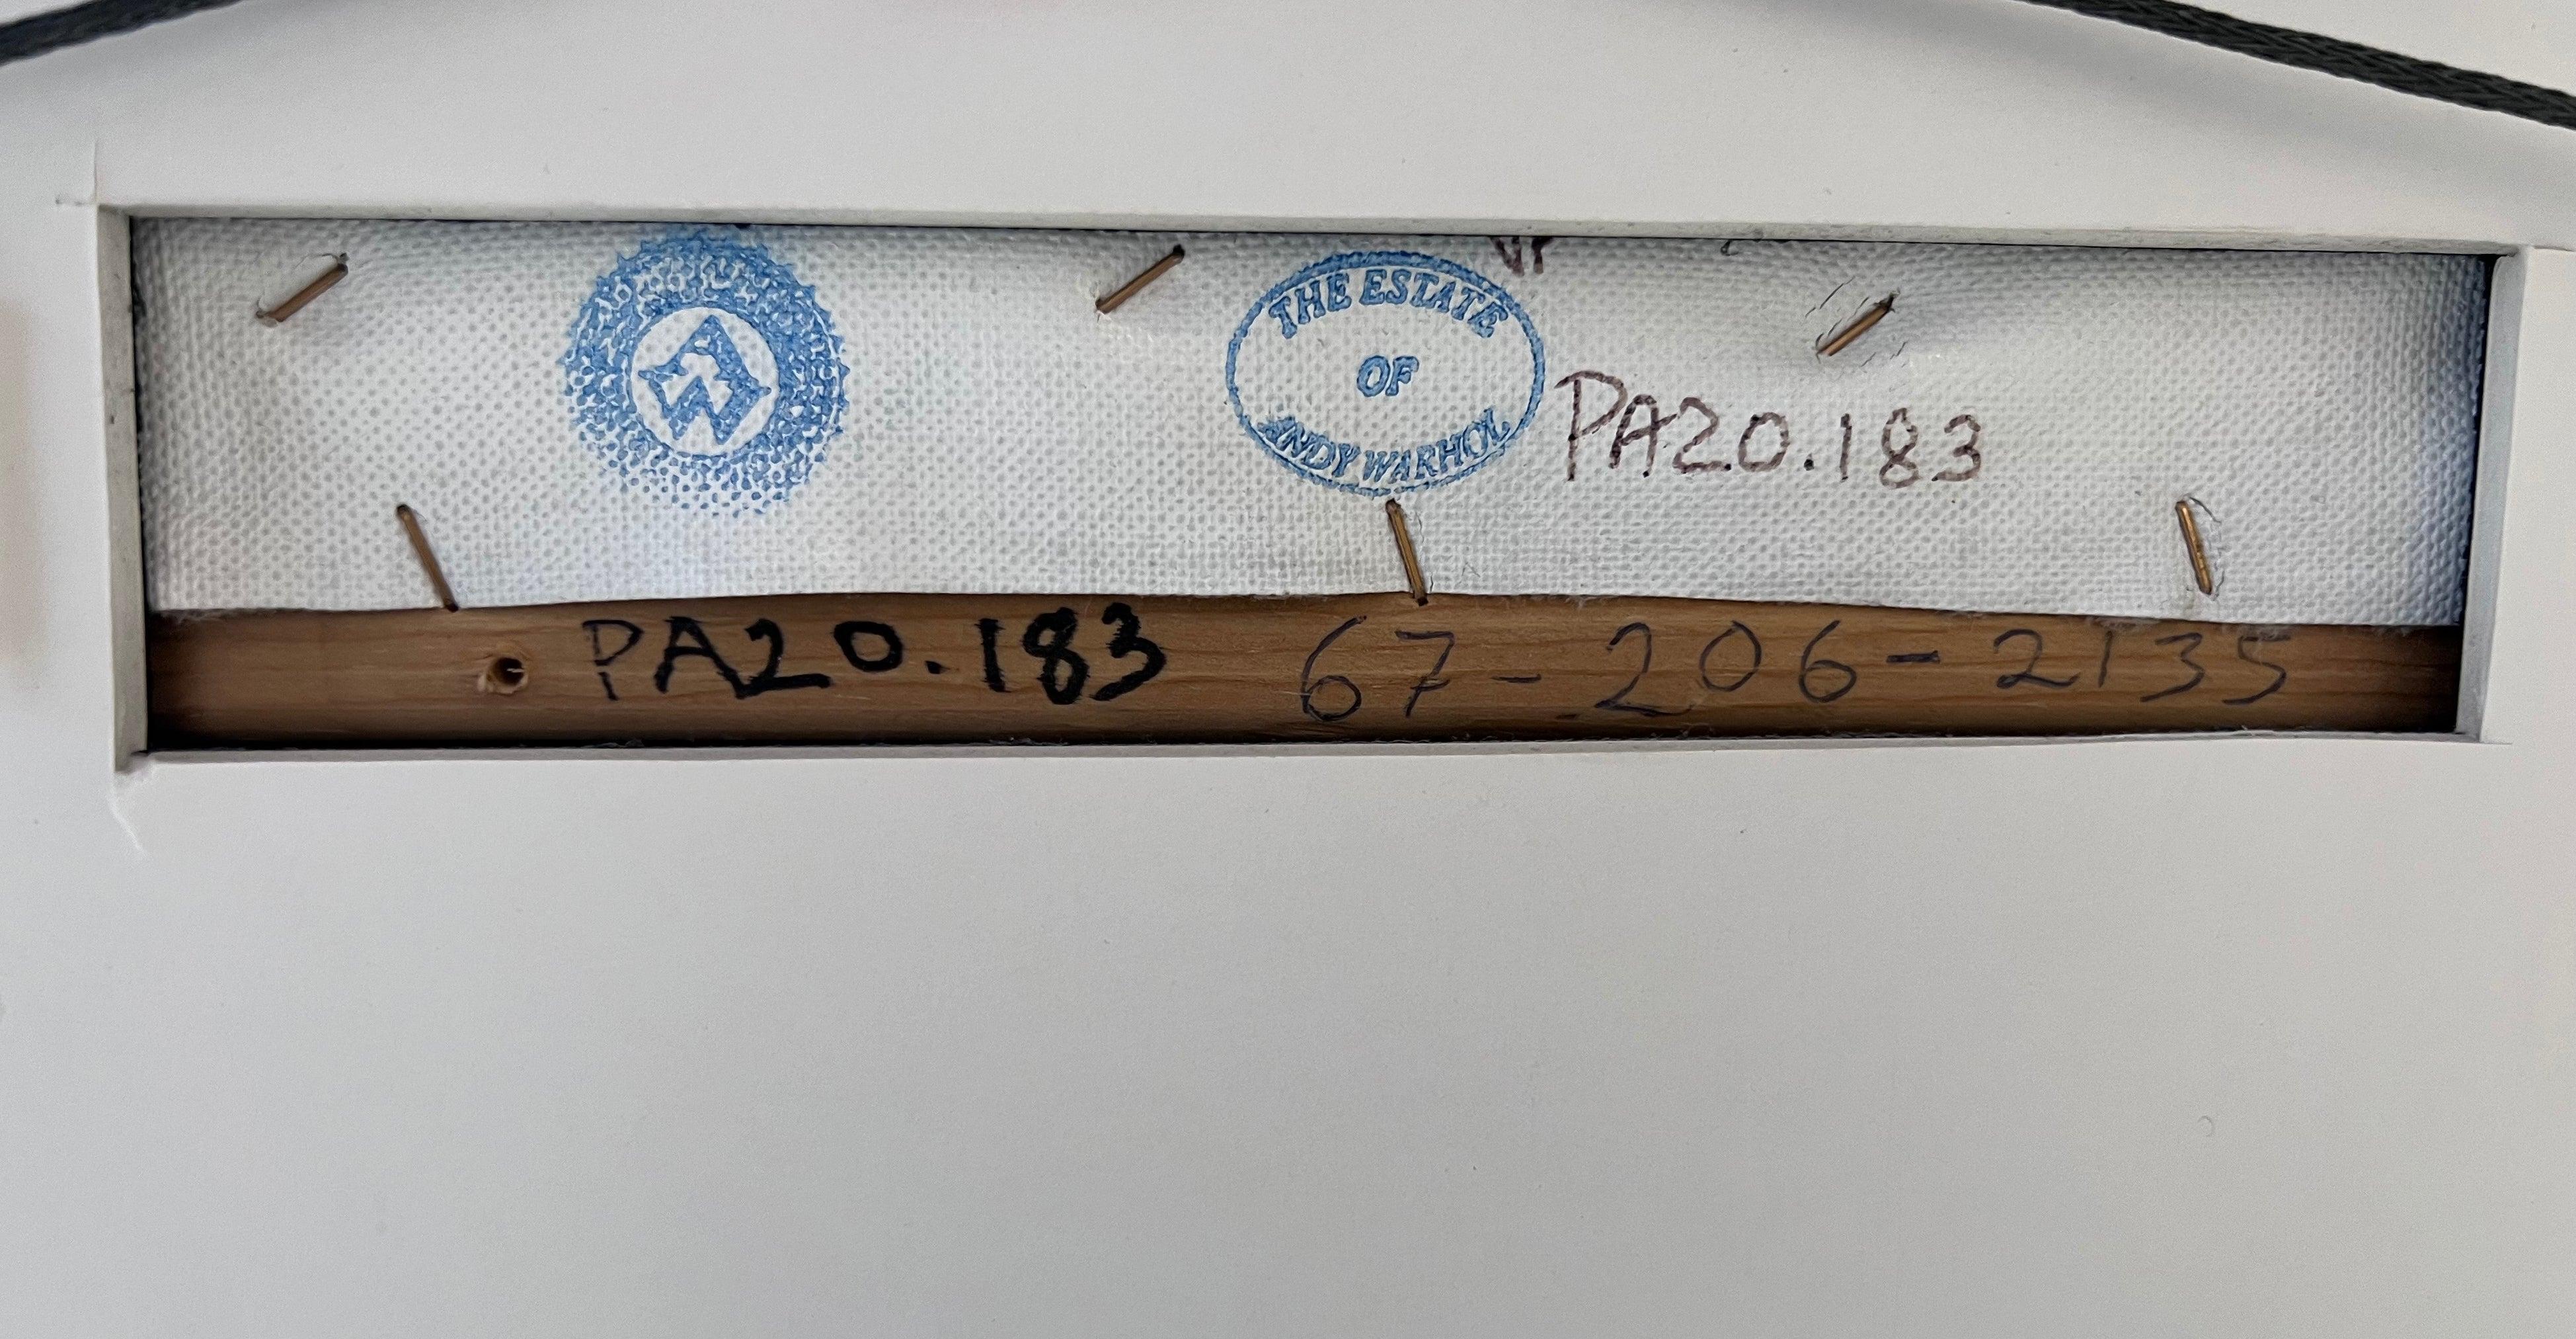 THE ESTATE
OF
ANDY WARHOL
PA20.183
PA20.183 67-206-2135